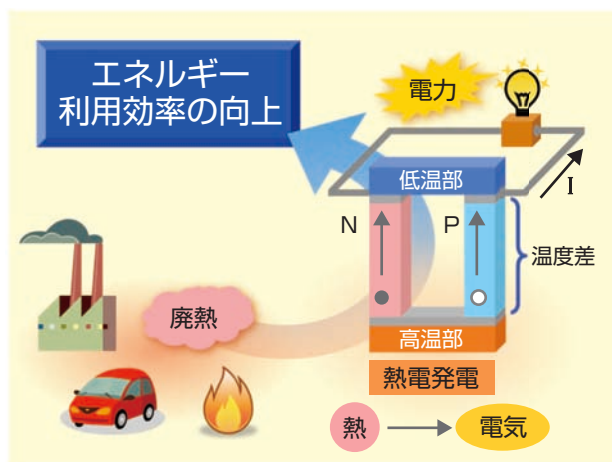 エネルギー
利用効率の向上
電力
低温部
I
N
P
温度差
廃熱
高温部
熱電発電
熱
電気